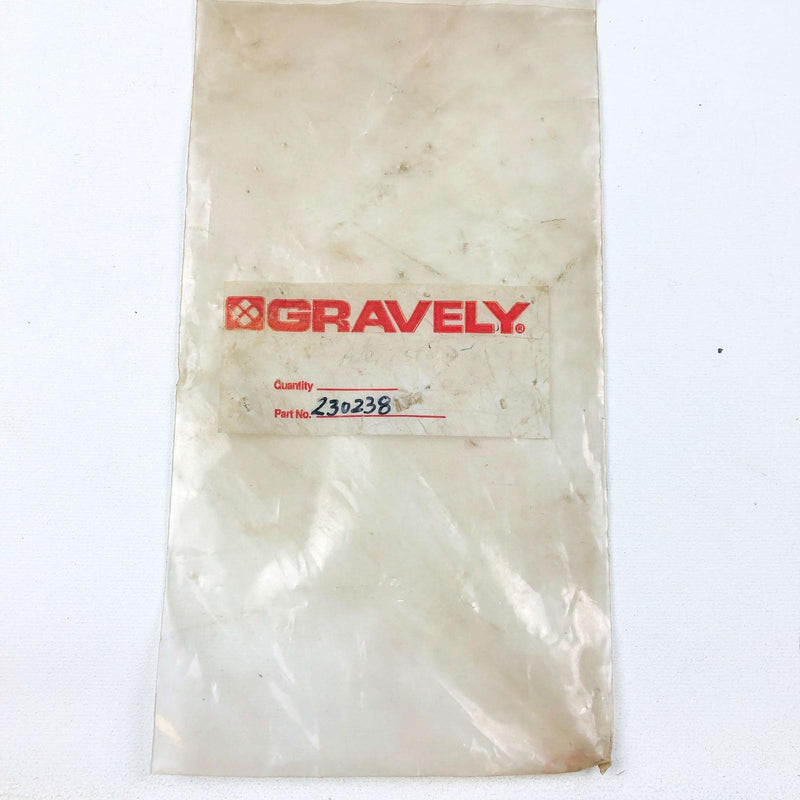 GRAVELY®
Quantity
Part No. 230238